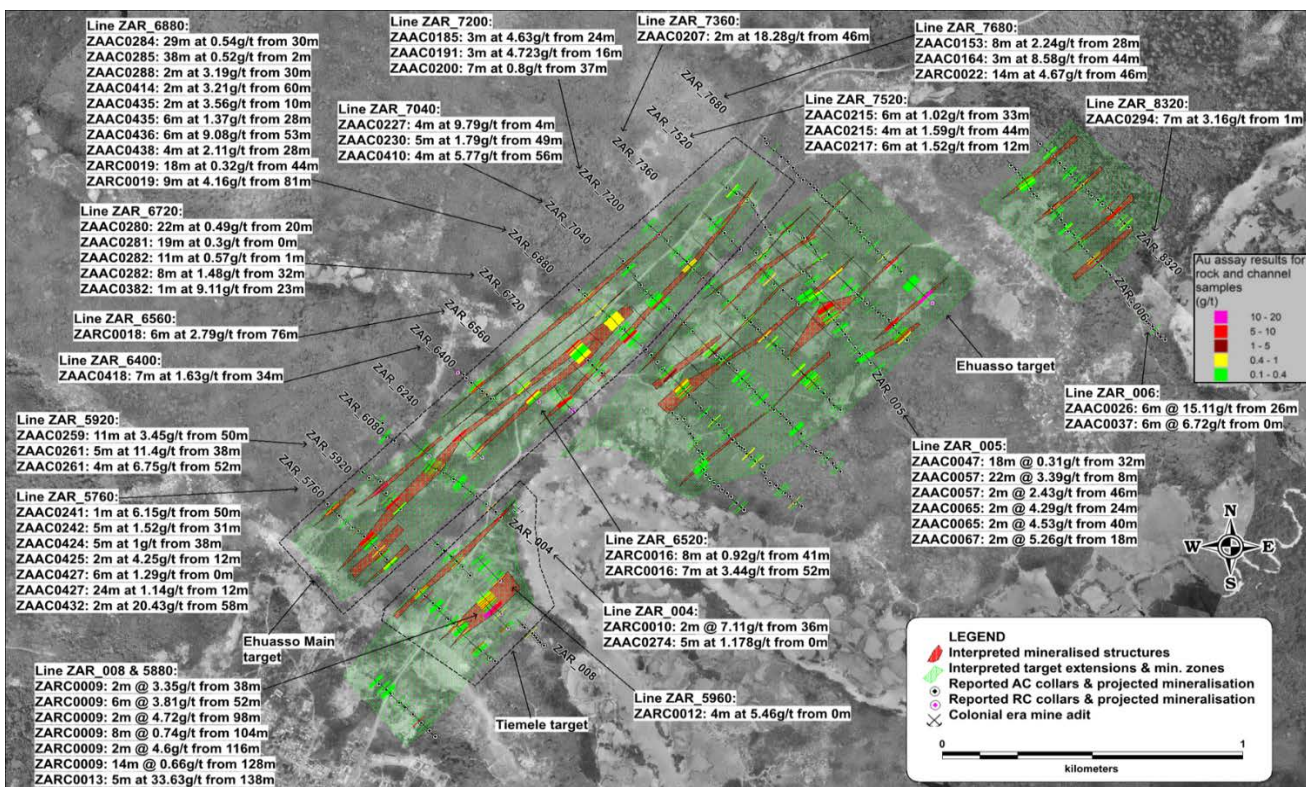 Line ZAR_6880:
ZAAC0284: 29m at 0.54g/t from 30m
ZAAC0285: 38m at 0.52g/t from 2m
ZAAC0288: 2m at 3.19g/t from 30m
ZAAC0414: 2m at 3.21g/t from 60m
ZAAC0435: 2m at 3.56g/t from 10m
ZAAC0435: 6m at 1.37g/t from 28m
ZAAC0436: 6m at 9.08g/t from 53m
ZAAC0438: 4m at 2.11g/t from 28m
ZARC0019: 18m at 0.32g/t from 44m
ZARC0019: 9m at 4.16g/t from 81m
Line ZAR_7200:
ZAAC0185: 3m at 4.63g/t from 24m
ZAAC0191: 3m at 4.723g/t from 16m
ZAAC0200: 7m at 0.8g/t from 37m
Line ZAR_7360:
ZAAC0207: 2m at 18.28g/t from 46m
Line ZAR_7680:
ZAAC0153: 8m at 2.24g/t from 28m
ZAAC0164: 3m at 8.58g/t from 44m
ZARC0022: 14m at 4.67g/t from 46m
Line ZAR_7040:
ZAAC0227: 4m at 9.79g/t from 4m
ZAAC0230: 5m at 1.79g/t from 49m
ZAAC0410: 4m at 5.77g/t from 56m
Line ZAR_7520:
ZAAC0215: 6m at 1.02g/t from 33m
ZAAC0215: 4m at 1.59g/t from 44m
ZAAC0217: 6m at 1.52g/t from 12m
Line ZAR_8320:
ZAAC0294: 7m at 3.16g/t from 1m
Line ZAR_6720:
ZAAC0280: 22m at 0.49g/t from 20m
ZAAC0281: 19m at 0.3g/t from 0m
ZAAC0282: 11m at 0.57g/t from 1m
ZAAC0282: 8m at 1.48g/t from 32m
ZAAC0382: 1m at 9.11g/t from 23m
Line ZAR_6560:
ZARC0018: 6m at 2.79g/t from 76m
Line ZAR_6400:
ZAAC0418: 7m at 1.63g/t from 34m
Line ZAR_5920:
ZAAC0259: 11m at 3.45g/t from 50m
ZAAC0261: 5m at 11.4g/t from 38m
ZAAC0261: 4m at 6.75g/t from 52m
Line ZAR_5760:
ZAAC0241: 1m at 6.15g/t from 50m
ZAAC0242: 5m at 1.52g/t from 31m
ZAAC0424: 5m at 1g/t from 38m
ZAAC0425: 2m at 4.25g/t from 12m
ZAAC0427: 6m at 1.29g/t from 0m
ZAAC0427: 24m at 1.14g/t from 12m
ZAAC0432: 2m at 20.43g/t from 58m
Ehuasso Main
target
Line ZAR_008 & 5880:
ZARC0009: 2m @ 3.35g/t from 38m
ZARC0009: 6m @ 3.81g/t from 52m
ZARC0009: 2m @ 4.72g/t from 98m
ZARC0009: 8m @ 0.74g/t from 104m
ZARC0009: 2m @ 4.6g/t from 116m
ZARC0009: 14m @ 0.66g/t from 128m
ZARC0013: 5m at 33.63g/t from 138m
ZAR_7680
ZAR_7520
ZAR_7360
ZAR_7200
ZAR_7040
ZAR_6880
ZAR_6720
ZAR_6560
ZAR_6400
ZAR_6240
ZAR_6080
ZAR_5920
ZAR_5760
ZAR_004
ZAR_008
ZAR_005
ZAR_006
ZAR_8320
Au assay results for
rock and channel
samples
(g/t)
10 - 20
5 - 10
1 - 5
0.4 - 1
0.1 - 0.4
Ehuasso
target
Line ZAR_006:
ZAAC0026: 6m @ 15.11g/t from 26m
ZAAC0037: 6m @ 6.72g/t from 0m
Line ZAR_005:
ZAAC0047: 18m @ 0.31g/t from 32m
ZAAC0057: 22m @ 3.39g/t from 8m
ZAAC0057: 2m @ 2.43g/t from 46m
ZAAC0065: 2m @ 4.29g/t from 24m
ZAAC0065: 2m @ 4.53g/t from 40m
ZAAC0067: 2m @ 5.26g/t from 18m
Line ZAR_6520:
ZARC0016: 8m at 0.92g/t from 41m
ZARC0016: 7m at 3.44g/t from 52m
Line ZAR_004:
ZARC0010: 2m @ 7.11g/t from 36m
ZAAC0274: 5m at 1.178g/t from 0m
Line ZAR_5960:
ZARC0012: 4m at 5.46g/t from 0m
Tiemele target
N
W E
S
LEGEND
Interpreted mineralised structures
Interpreted target extensions & min. zones
Reported AC collars & projected mineralisation
Reported RC collars & projected mineralisation
Colonial era mine adit
0 1
kilometers